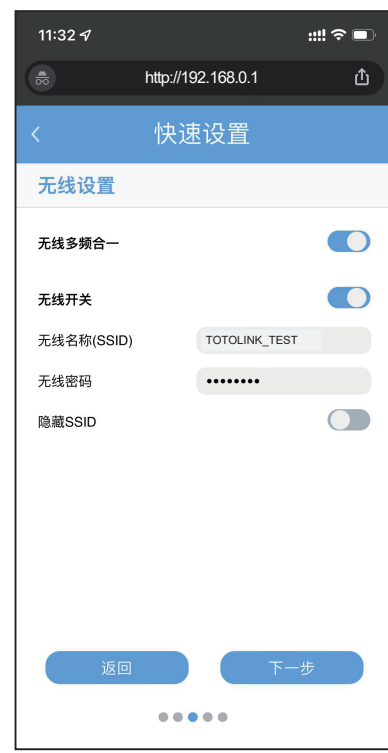 11:32
http://192.168.0.1
快速设置
无线设置
无线多频合一
无线开关
无线名称(SSID) TOTOLINK_TEST
无线密码 ••••••••
隐藏SSID
返回 下一步